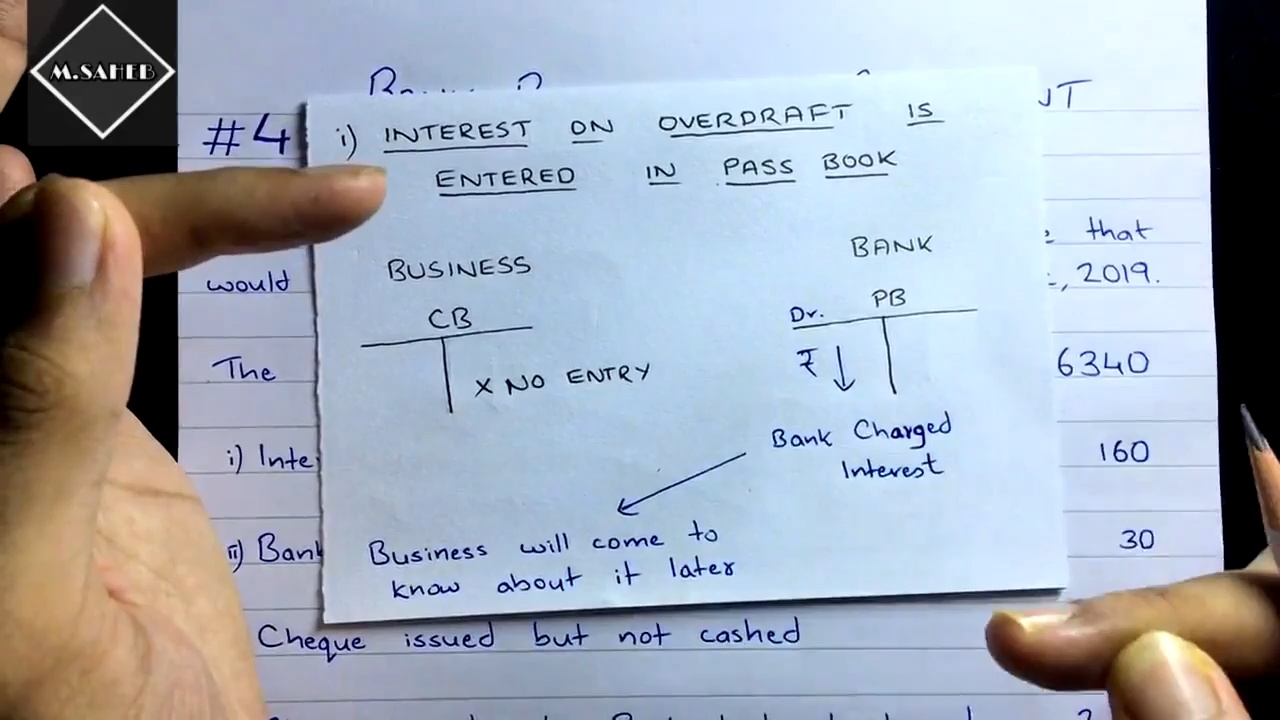 M.SAHEB
#4
i) INTEREST ON OVERDRAFT IS
ENTERED IN PASS BOOK
that
would
, 2019.
BUSINESS
BANK
CB
Dr. PB
The
6340
X NO ENTRY
₹ ↓
Bank Charged
Interest
i)
160
Business will come to
know about it later
ii) Bank
30
Cheque issued but not cashed